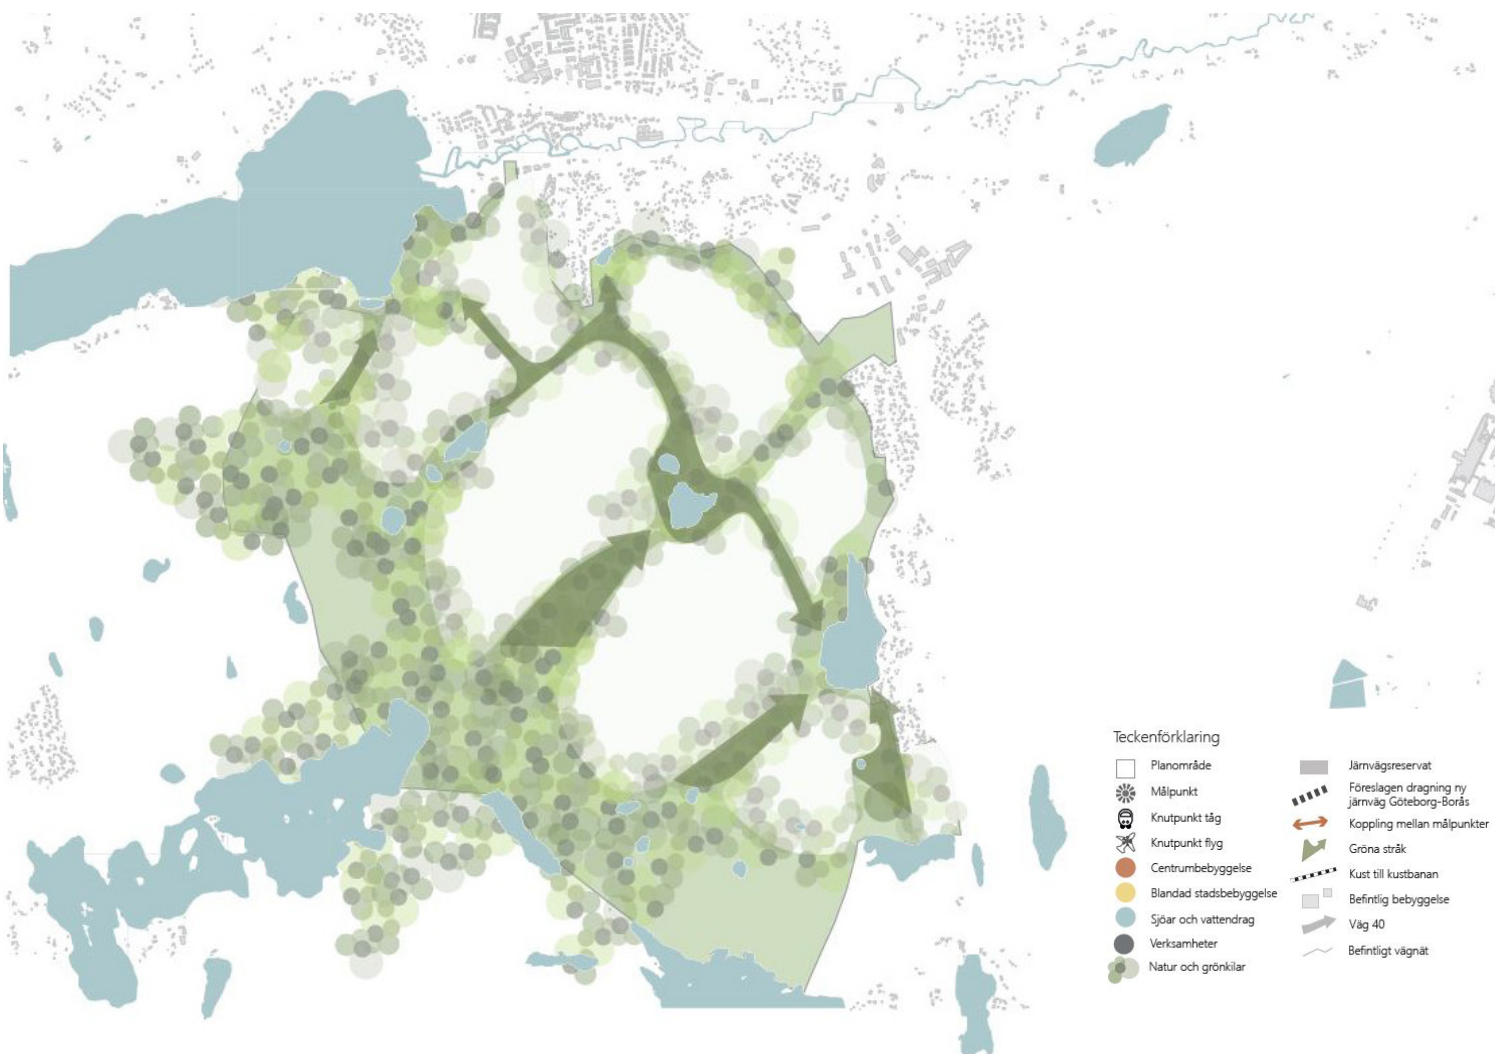 Teckenförklaring
Planområde
Målpunkt
Knutpunkt tåg
Knutpunkt flyg
Centrumbebyggelse
Blandad stadsbebyggelse
Sjöar och vattendrag
Verksamheter
Natur och grönkilar
Järnvägsreservat
Föreslagen dragning ny
järnväg Göteborg-Borås
Koppling mellan målpunkter
Gröna stråk
Kust till kustbanan
Befintlig bebyggelse
Väg 40
Befintligt vägnät